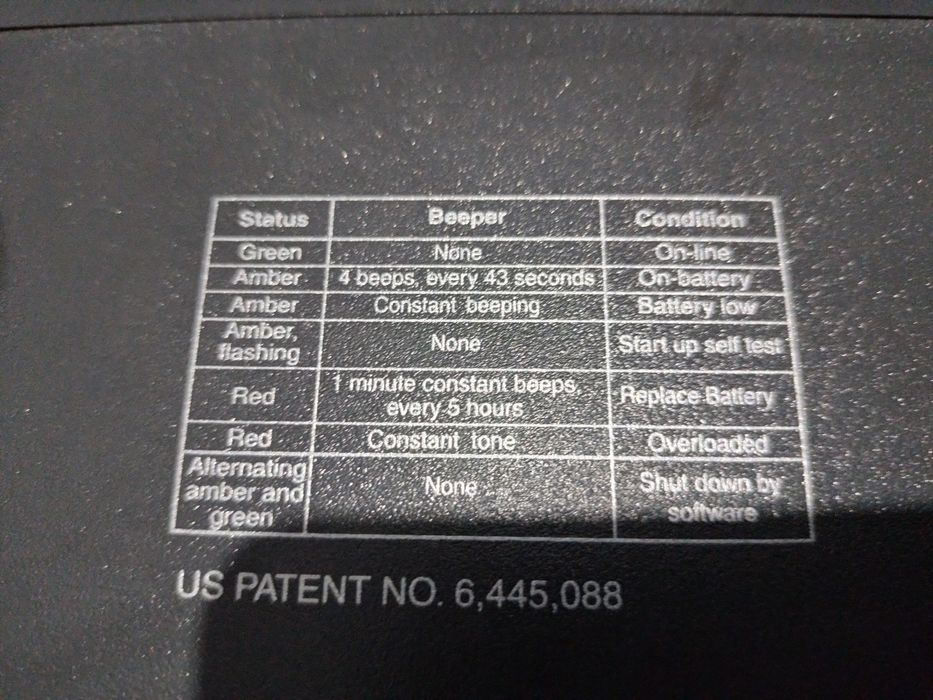 Status Beeper Condition
Green None On-line
Amber 4 beeps, every 43 seconds On-battery
Amber Constant beeping Battery low
Amber,
flashing None Start up self test
Red 1 minute constant beeps,
every 5 hours Replace Battery
Red Constant tone Overloaded
Alternating
amber and
green None Shut down by
software
US PATENT NO. 6,445,088